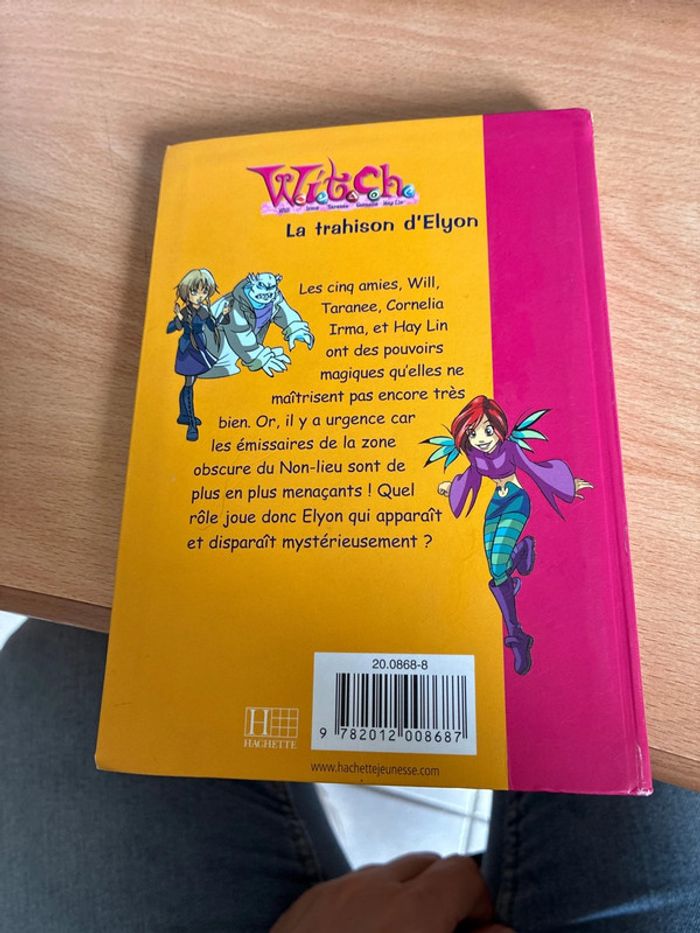 Witch
Will Irma Taranee Cornelia Hay Lin
La trahison d'Elyon
Les cinq amies, Will,
Taranee, Cornelia
Irma, et Hay Lin
ont des pouvoirs
magiques qu'elles ne
maîtrisent pas encore très
bien. Or, il y a urgence car
les émissaires de la zone
obscure du Non-lieu sont de
plus en plus menaçants ! Quel
rôle joue donc Elyon qui apparaît
et disparaît mystérieusement ?
20.0868-8
9 782012 008687
H
HACHETTE
www.hachettejeunesse.com